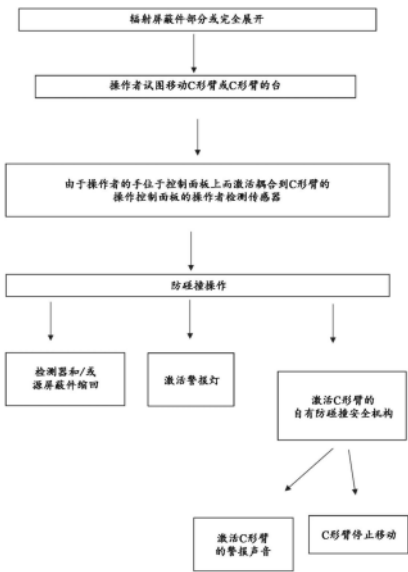 辐射屏蔽件部分或完全展开
操作者试图移动C形臂或C形臂的台
由于操作者的手位于控制面板上而激活耦合到C形臂的
操作控制面板的操作者检测传感器
防碰撞操作
检测器和/或
源屏蔽件缩回
激活警报灯
激活C形臂的
自有防碰撞安全机构
激活C形臂
的警报声音
C形臂停止移动